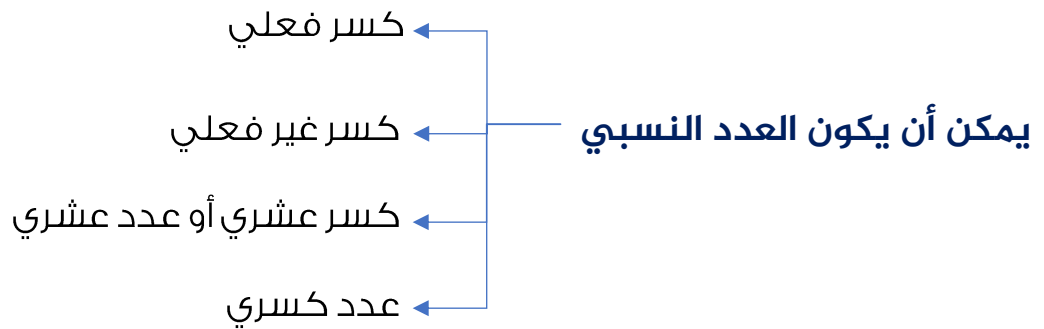 يمكن أن يكون العدد النسبي
كسر فعلي
كسر غير فعلي
كسر عشري أو عدد عشري
عدد كسري